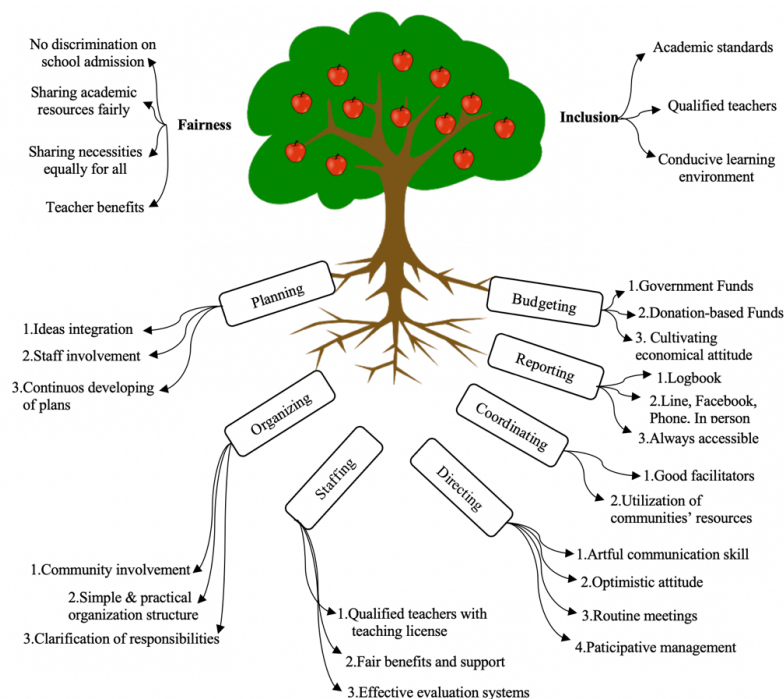 No discrimination on
school admission
Sharing academic
resources fairly
Fairness
Sharing necessities
equally for all
Teacher benefits
Academic standards
Inclusion
Qualified teachers
Conducive learning
environment
Planning
1.Ideas integration
2.Staff involvement
3.Continuos developing
of plans
Budgeting
1.Government Funds
2.Donation-based Funds
3. Cultivating
economical attitude
Reporting
1.Logbook
2.Line, Facebook,
Phone, In person
3.Always accessible
Organizing
1.Community involvement
2.Simple & practical
organization structure
3.Clarification of responsibilities
Coordinating
1.Good facilitators
2.Utilization of
communities’ resources
Staffing
1.Qualified teachers with
teaching license
2.Fair benefits and support
3.Effective evaluation systems
Directing
1.Artful communication skill
2.Optimistic attitude
3.Routine meetings
4.Paticipative management